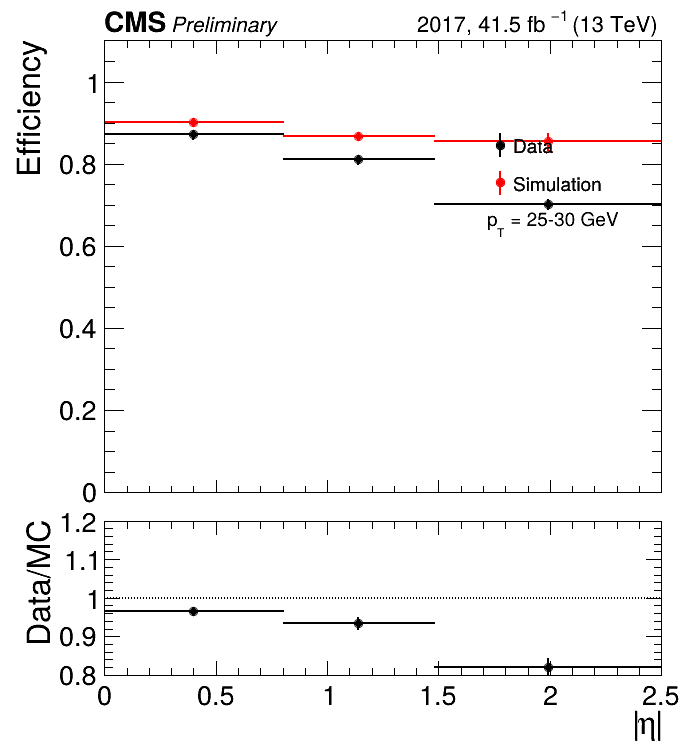 CMS Preliminary 2017, 41.5 fb⁻¹ (13 TeV)
Efficiency
1
0.8
0.6
0.4
0.2
0
Data
Simulation
p_T = 25-30 GeV
Data/MC
1.2
1.1
1
0.9
0.8
0 0.5 1 1.5 2 2.5
|η|